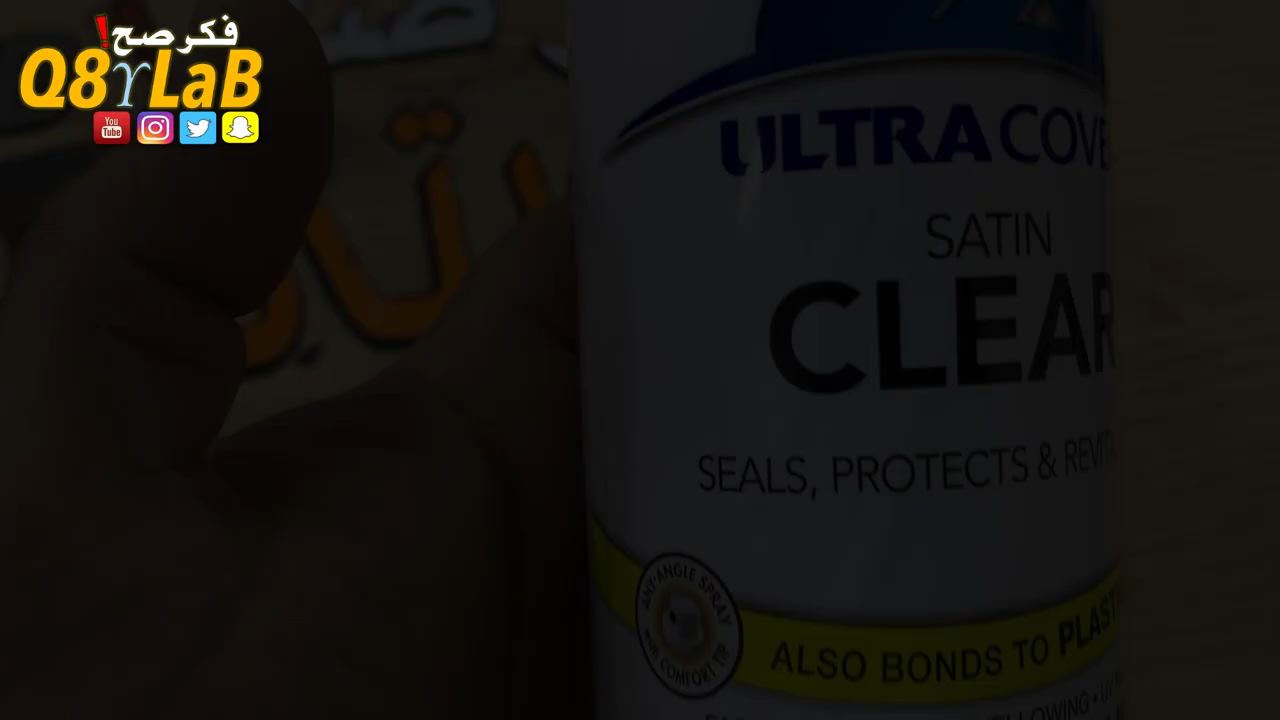 فكر صح!
Q8rLaB
You
Tube
ULTRA COVE
SATIN
CLEAR
SEALS, PROTECTS & REVIT
ANY-ANGLE SPRAY
with COMFORT TIP
ALSO BONDS TO PLAST